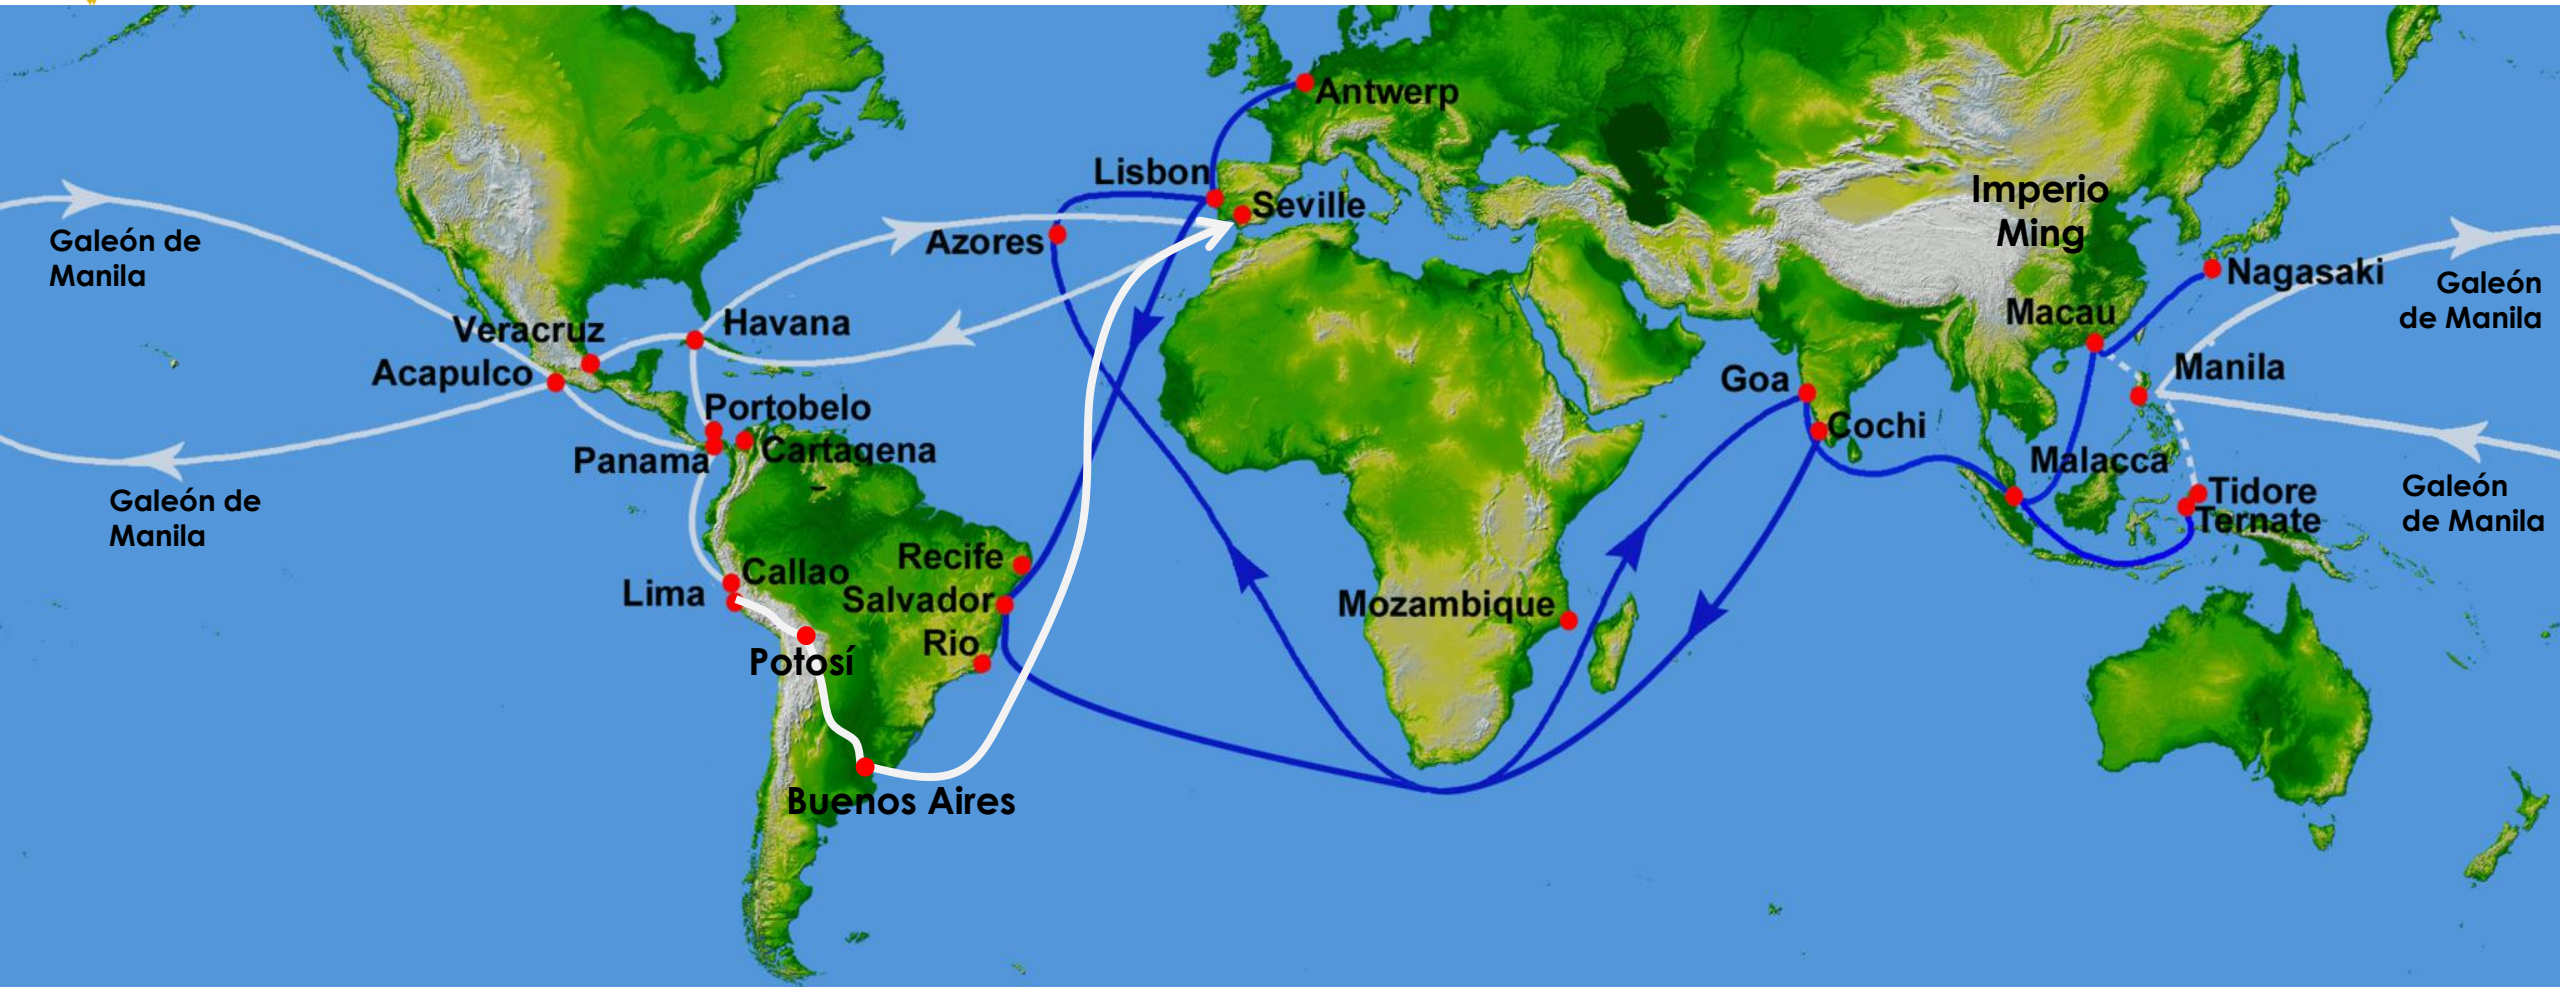 Antwerp
Lisbon
Seville
Azores
Imperio
Ming
Galeón de
Manila
Nagasaki
Galeón
de Manila
Macau
Veracruz
Havana
Acapulco
Manila
Goa
Portobelo
Cochi
Panama
Cartagena
Malacca
Galeón de
Manila
Galeón
de Manila
Tidore
Ternate
Recife
Callao
Lima
Salvador
Mozambique
Rio
Potosí
Buenos Aires